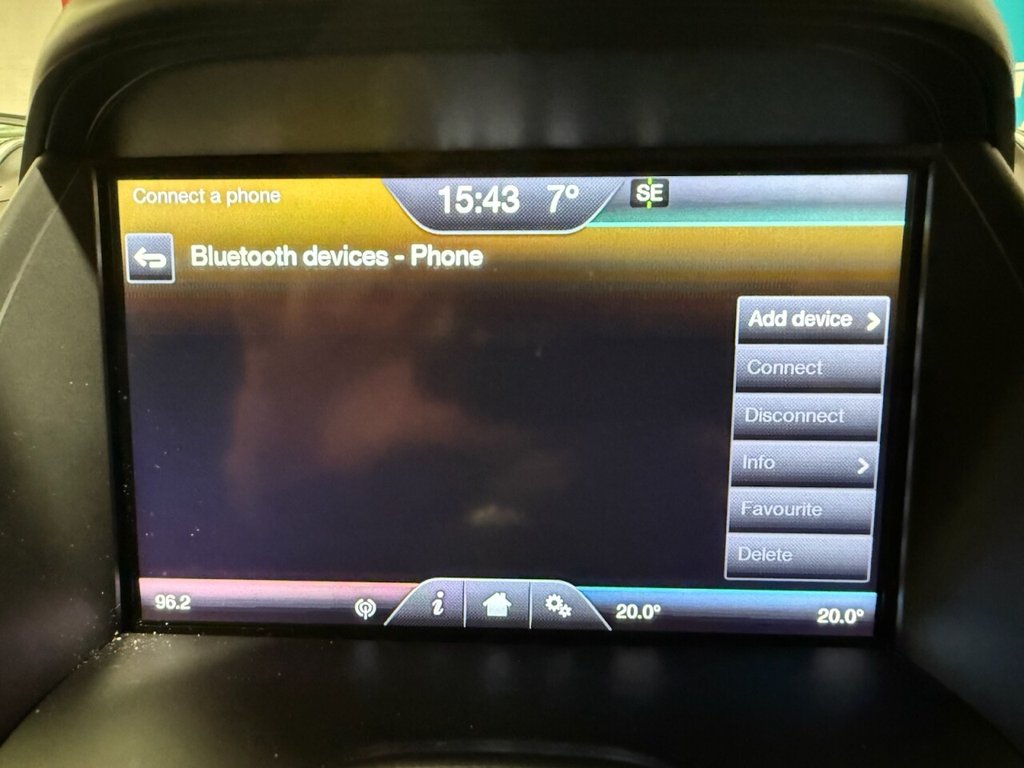 Connect a phone
15:43 7°
SE
Bluetooth devices - Phone
Add device
Connect
Disconnect
Info
Favourite
Delete
96.2
i
20.0°
20.0°